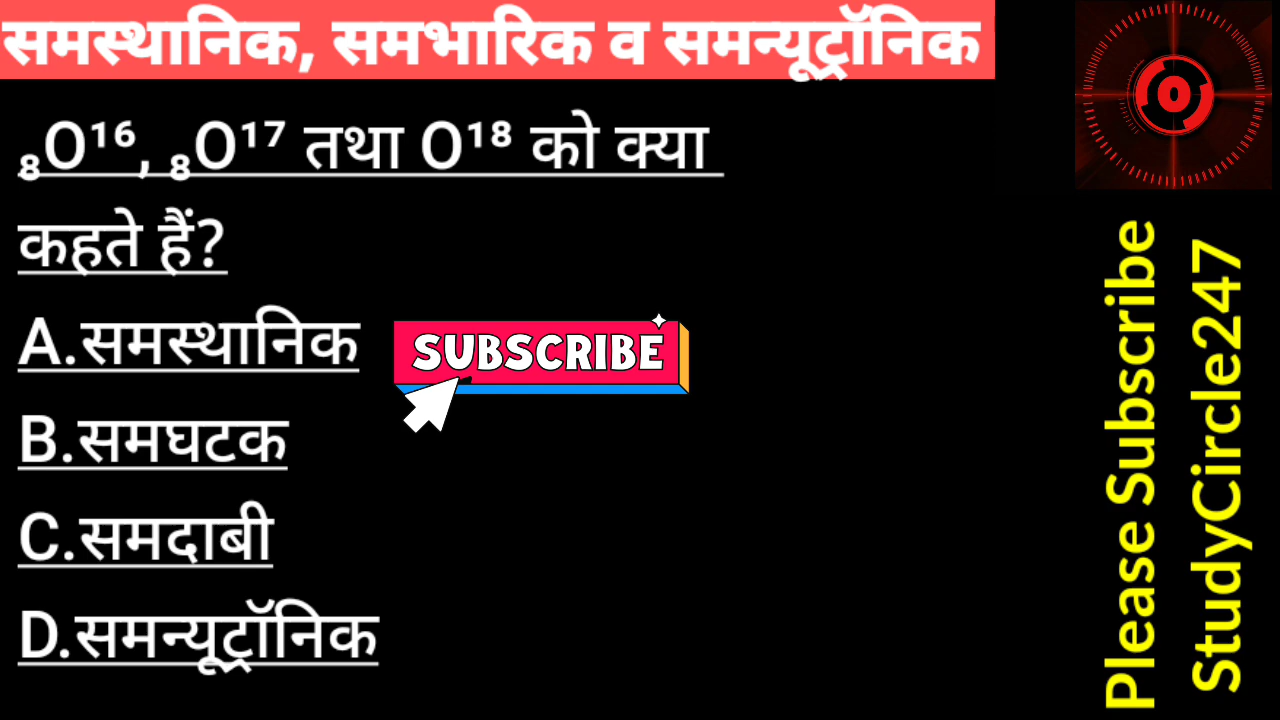 समस्थानिक, समभारिक व समन्यूट्रॉनिक
₈O¹⁶, ₈O¹⁷ तथा O¹⁸ को क्या
कहते हैं?
A.समस्थानिक
SUBSCRIBE
B.समघटक
C.समदाबी
D.समन्यूट्रॉनिक
Please Subscribe
StudyCircle247